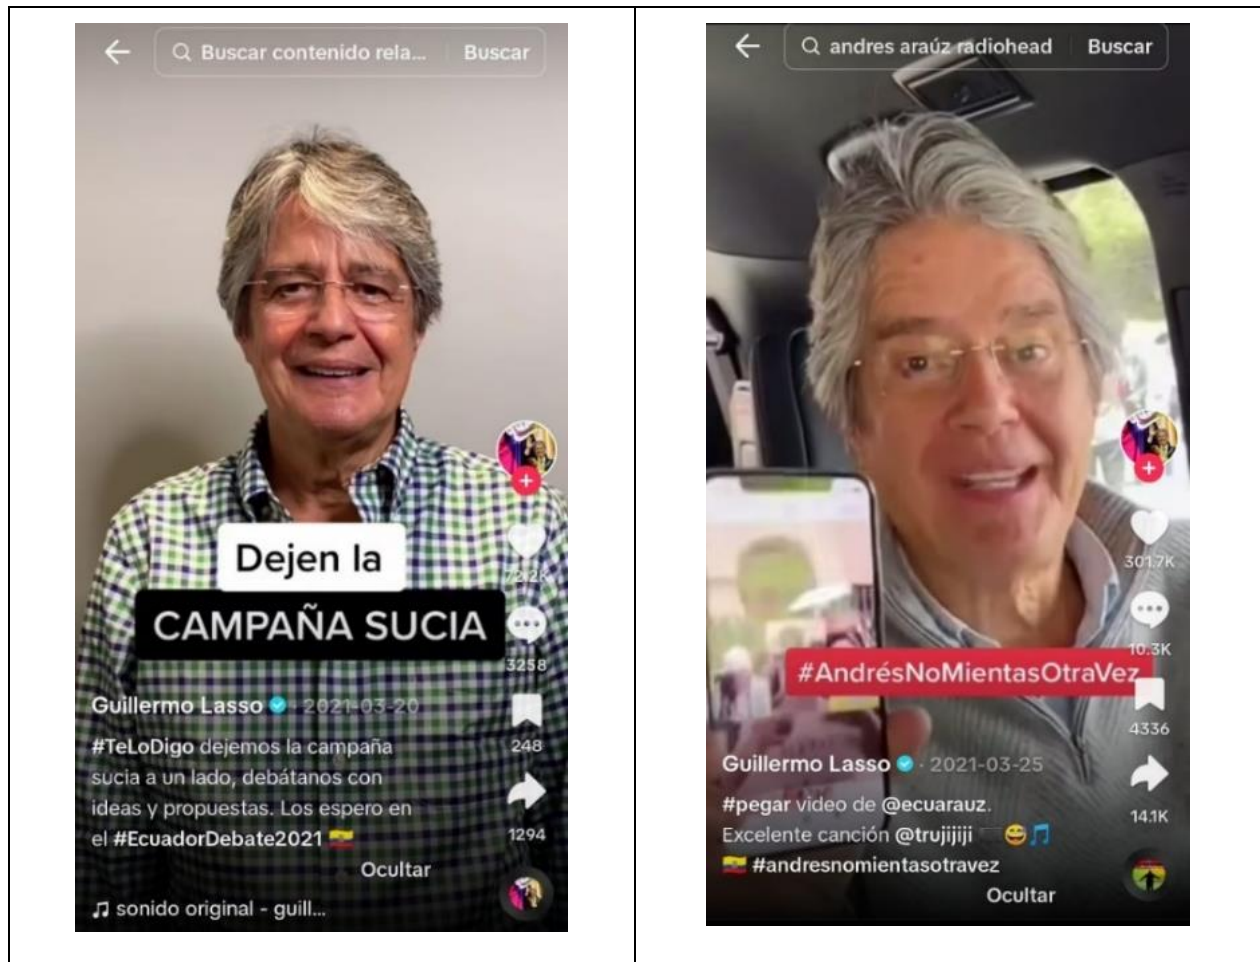 Buscar contenido rela... Buscar
Dejen la
CAMPAÑA SUCIA
72.2K
3258
248
1294
Guillermo Lasso · 2021-03-20
#TeLoDigo dejemos la campaña
sucia a un lado, debátanos con
ideas y propuestas. Los espero en
el #EcuadorDebate2021 🇪🇨
Ocultar
sonido original - guill...
andres araúz radiohead Buscar
301.7K
10.3K
#AndrésNoMientasOtraVez
4336
14.1K
Guillermo Lasso · 2021-03-25
#pegar video de @ecuarauz.
Excelente canción @trujijiji 😅🎵
🇪🇨 #andresnomientasotravez
Ocultar